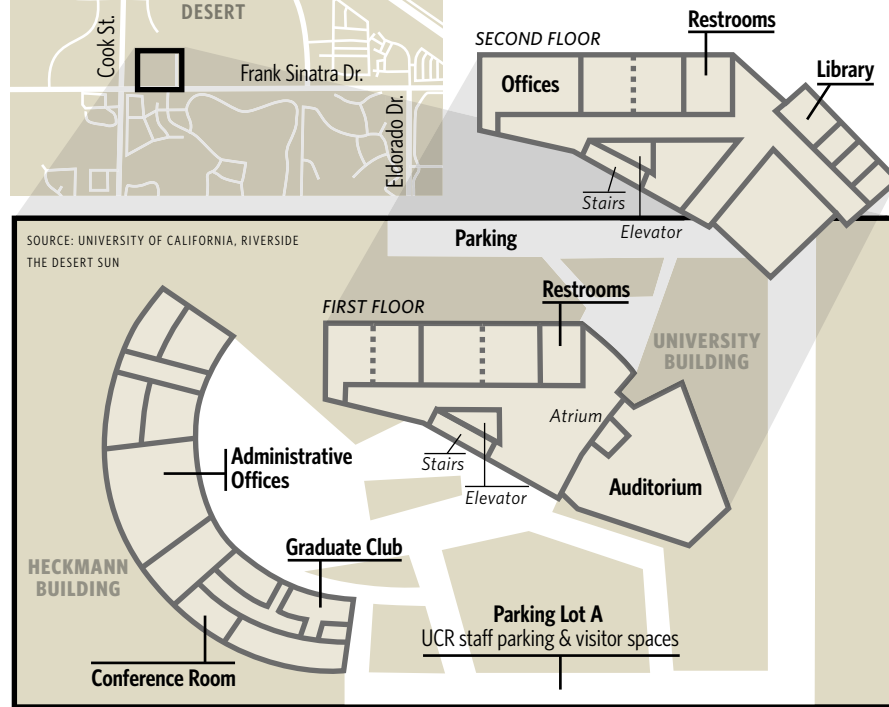 DESERT
Cook St.
Frank Sinatra Dr.
Eldorado Dr.
SECOND FLOOR
Restrooms
Offices
Library
Stairs
Elevator
SOURCE: UNIVERSITY OF CALIFORNIA, RIVERSIDE
THE DESERT SUN
Parking
FIRST FLOOR
Restrooms
UNIVERSITY
BUILDING
Atrium
Stairs
Elevator
Auditorium
Administrative
Offices
HECKMANN
BUILDING
Graduate Club
Conference Room
Parking Lot A
UCR staff parking & visitor spaces